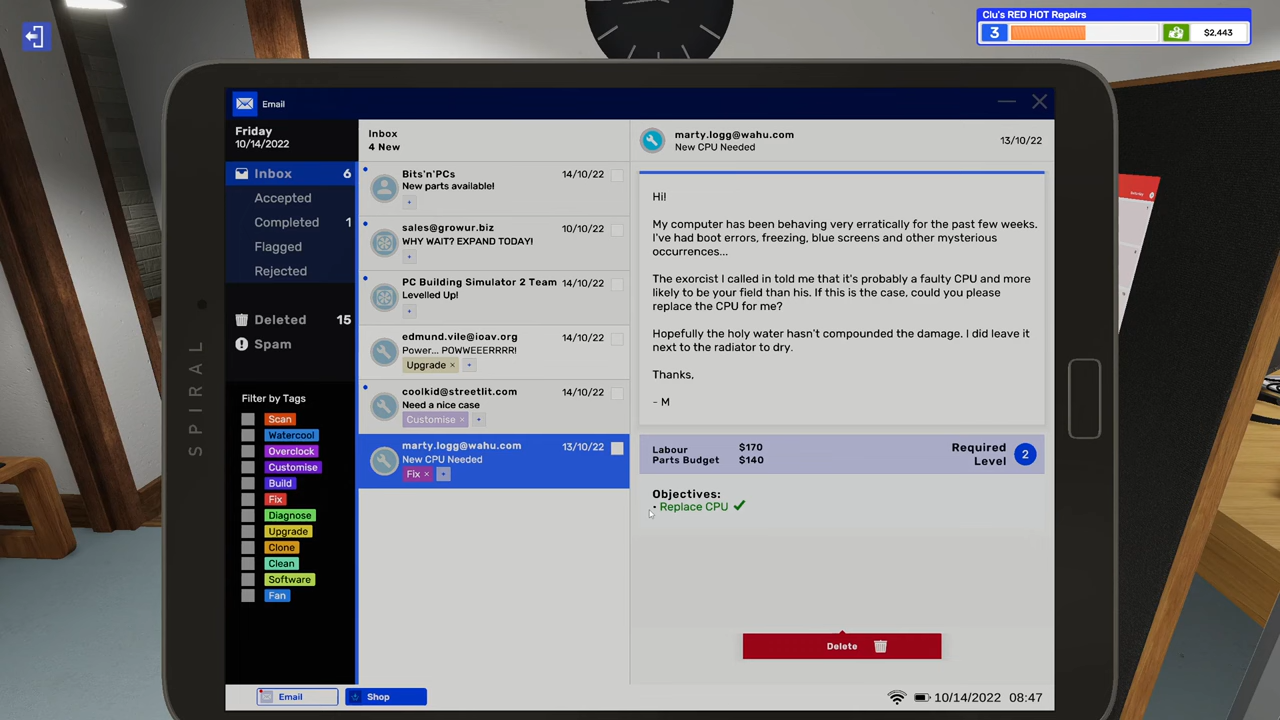 Clu's RED HOT Repairs
3
$2,443
Email
Friday
10/14/2022
Inbox 6
Accepted
Completed 1
Flagged
Rejected
Deleted 15
Spam
Filter by Tags
Scan
Watercool
Overclock
Customise
Build
Fix
Diagnose
Upgrade
Clone
Clean
Software
Fan
Inbox
4 New
Bits'n'PCs 14/10/22
New parts available!
+
sales@growur.biz 10/10/22
WHY WAIT? EXPAND TODAY!
+
PC Building Simulator 2 Team 14/10/22
Levelled Up!
+
edmund.vile@ioav.org 14/10/22
Power... POWWEEERRRR!
Upgrade × +
coolkid@streetlit.com 14/10/22
Need a nice case
Customise × +
marty.logg@wahu.com 13/10/22
New CPU Needed
Fix × +
marty.logg@wahu.com 13/10/22
New CPU Needed
Hi!
My computer has been behaving very erratically for the past few weeks.
I've had boot errors, freezing, blue screens and other mysterious
occurrences...
The exorcist I called in told me that it's probably a faulty CPU and more
likely to be your field than his. If this is the case, could you please
replace the CPU for me?
Hopefully the holy water hasn't compounded the damage. I did leave it
next to the radiator to dry.
Thanks,
- M
Labour $170
Parts Budget $140
Required
Level 2
Objectives:
· Replace CPU ✓
Delete
SPIRAL
Email
Shop
10/14/2022 08:47